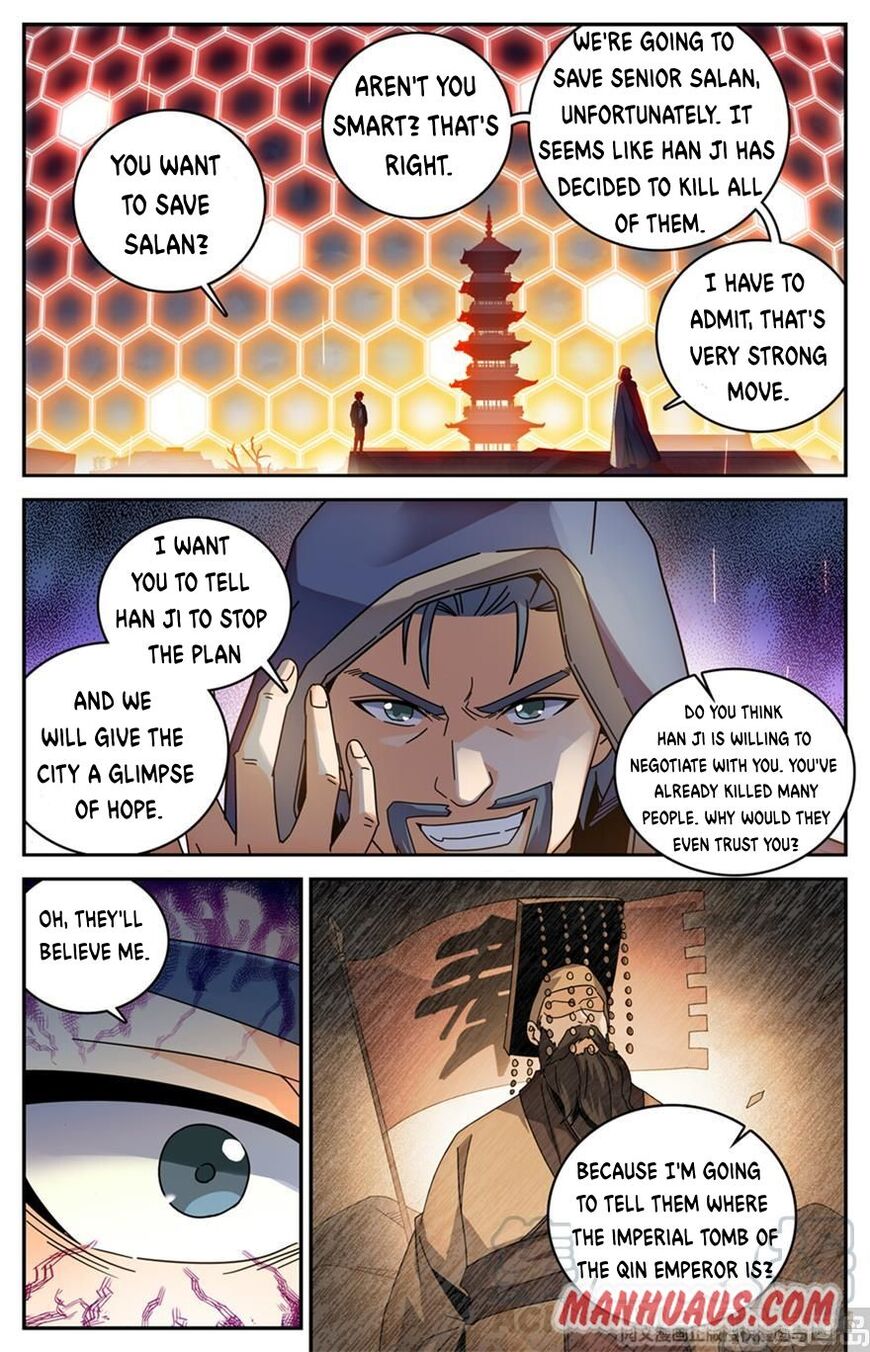 YOU WANT
TO SAVE
SALAN?
AREN'T YOU
SMART? THAT'S
RIGHT.
WE'RE GOING TO
SAVE SENIOR SALAN,
UNFORTUNATELY. IT
SEEMS LIKE HAN JI HAS
DECIDED TO KILL ALL
OF THEM.
I HAVE TO
ADMIT, THAT'S
VERY STRONG
MOVE.
I WANT
YOU TO TELL
HAN JI TO STOP
THE PLAN
AND WE
WILL GIVE THE
CITY A GLIMPSE
OF HOPE.
DO YOU THINK
HAN JI IS WILLING TO
NEGOTIATE WITH YOU. YOU'VE
ALREADY KILLED MANY
PEOPLE. WHY WOULD THEY
EVEN TRUST YOU?
OH, THEY'LL
BELIEVE ME.
BECAUSE I'M GOING
TO TELL THEM WHERE
THE IMPERIAL TOMB OF
THE QIN EMPEROR IS?
MANHUAUS.COM